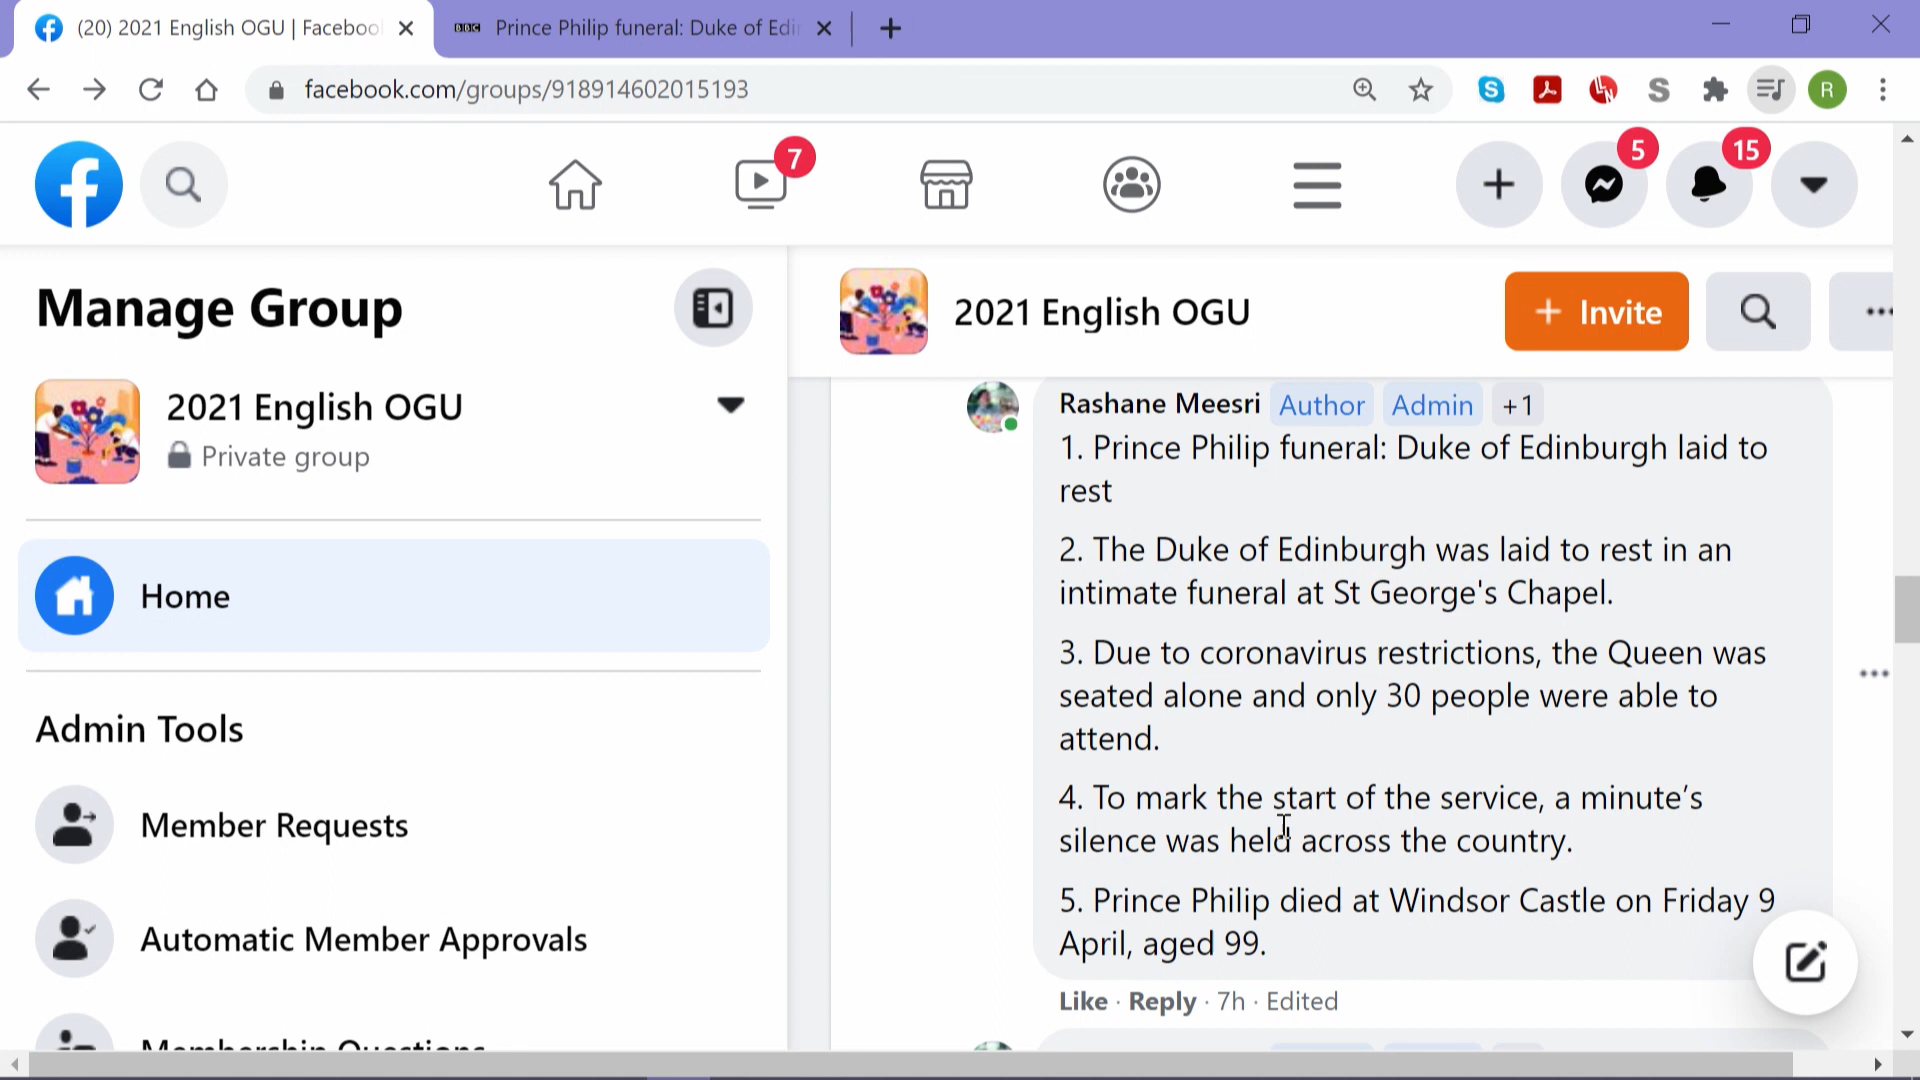 (20) 2021 English OGU | Faceboo
BBC Prince Philip funeral: Duke of Edi
facebook.com/groups/918914602015193
R
7
5
15
Manage Group
2021 English OGU
Private group
Home
Admin Tools
Member Requests
Automatic Member Approvals
Membership Questions
2021 English OGU
+ Invite
Rashane Meesri Author Admin +1
1. Prince Philip funeral: Duke of Edinburgh laid to
rest
2. The Duke of Edinburgh was laid to rest in an
intimate funeral at St George's Chapel.
3. Due to coronavirus restrictions, the Queen was
seated alone and only 30 people were able to
attend.
4. To mark the start of the service, a minute’s
silence was held across the country.
5. Prince Philip died at Windsor Castle on Friday 9
April, aged 99.
Like · Reply · 7h · Edited